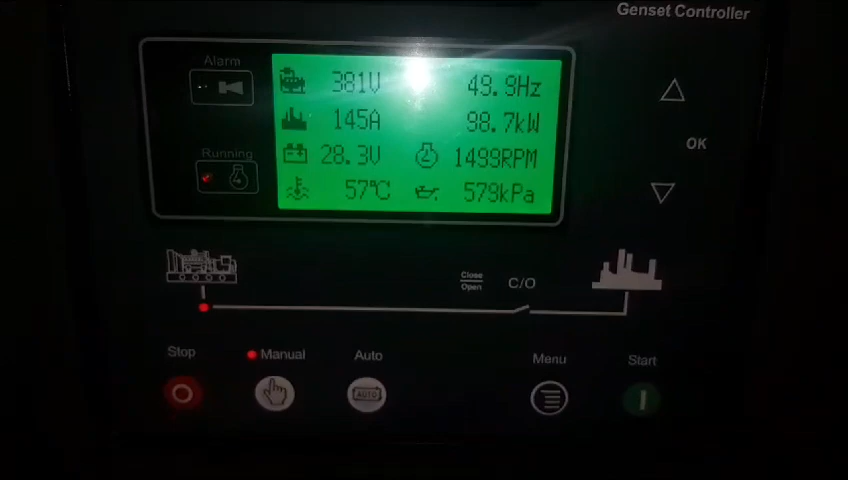 Genset Controller
Alarm
381V 49.9Hz
145A 98.7kW
OK
Running
28.3V 1499RPM
57℃ 579kPa
Close
Open
C/O
Stop Manual Auto Menu Start
AUTO